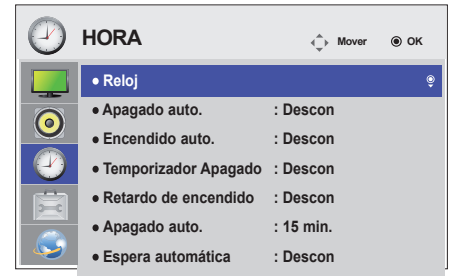 HORA
Mover
OK
• Reloj
• Apagado auto. : Descon
• Encendido auto. : Descon
• Temporizador Apagado : Descon
• Retardo de encendido : Descon
• Apagado auto. : 15 min.
• Espera automática : Descon